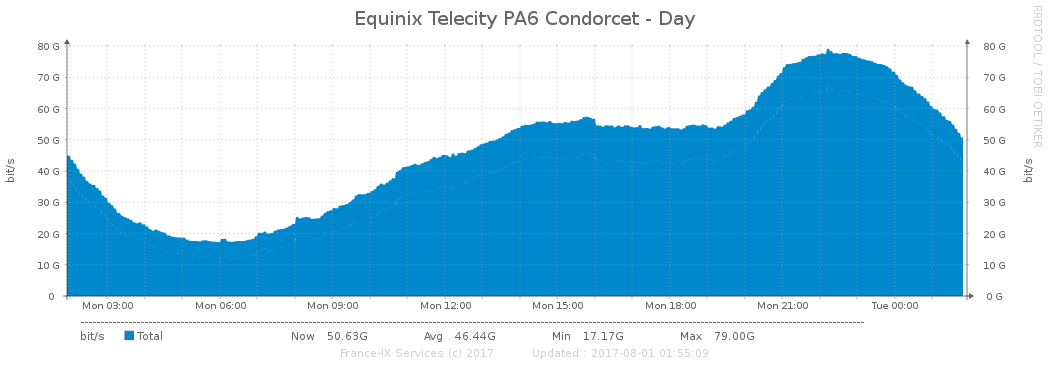 Equinix Telecity PA6 Condorcet - Day
RRDTOOL / TOBI OETIKER
bit/s
bit/s
80 G 80 G
70 G 70 G
60 G 60 G
50 G 50 G
40 G 40 G
30 G 30 G
20 G 20 G
10 G 10 G
0 0 G
Mon 03:00 Mon 06:00 Mon 09:00 Mon 12:00 Mon 15:00 Mon 18:00 Mon 21:00 Tue 00:00
bit/s Total Now 50.63G Avg 46.44G Min 17.17G Max 79.00G
France-IX Services (c) 2017 Updated : 2017-08-01 01:55:09